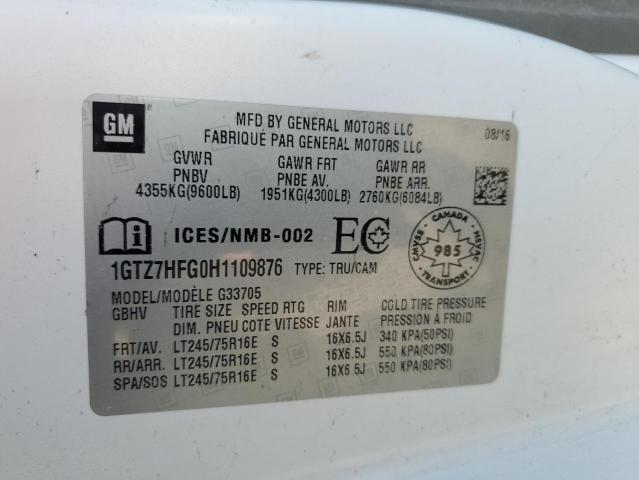 GM
MFD BY GENERAL MOTORS LLC
FABRIQUÉ PAR GENERAL MOTORS LLC
08/16
GVWR GAWR FRT GAWR RR
PNBV PNBE AV. PNBE ARR.
4355KG(9600LB) 1951KG(4300LB) 2760KG(6084LB)
ICES/NMB-002 EC
CANADA
CMVSS 985 NSVAC
TRANSPORT
1GTZ7HFG0H1109876 TYPE: TRU/CAM
MODEL/MODÈLE G33705
GBHV TIRE SIZE SPEED RTG RIM COLD TIRE PRESSURE
DIM. PNEU COTE VITESSE JANTE PRESSION À FROID
FRT/AV. LT245/75R16E S 16X6.5J 340 KPA(50PSI)
RR/ARR. LT245/75R16E S 16X6.5J 550 KPA(80PSI)
SPA/SOS LT245/75R16E S 16X6.5J 550 KPA(80PSI)